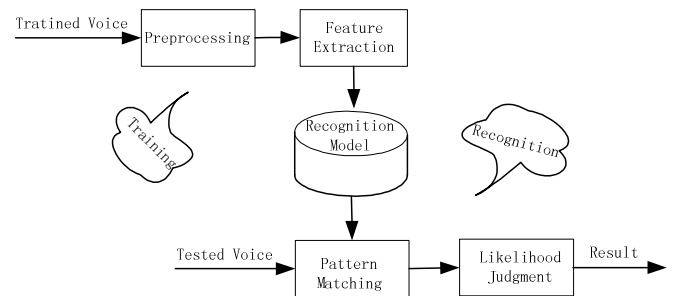 Tratined Voice
Preprocessing
Feature
Extraction
Training
Recognition
Model
Recognition
Tested Voice
Pattern
Matching
Likelihood
Judgment
Result